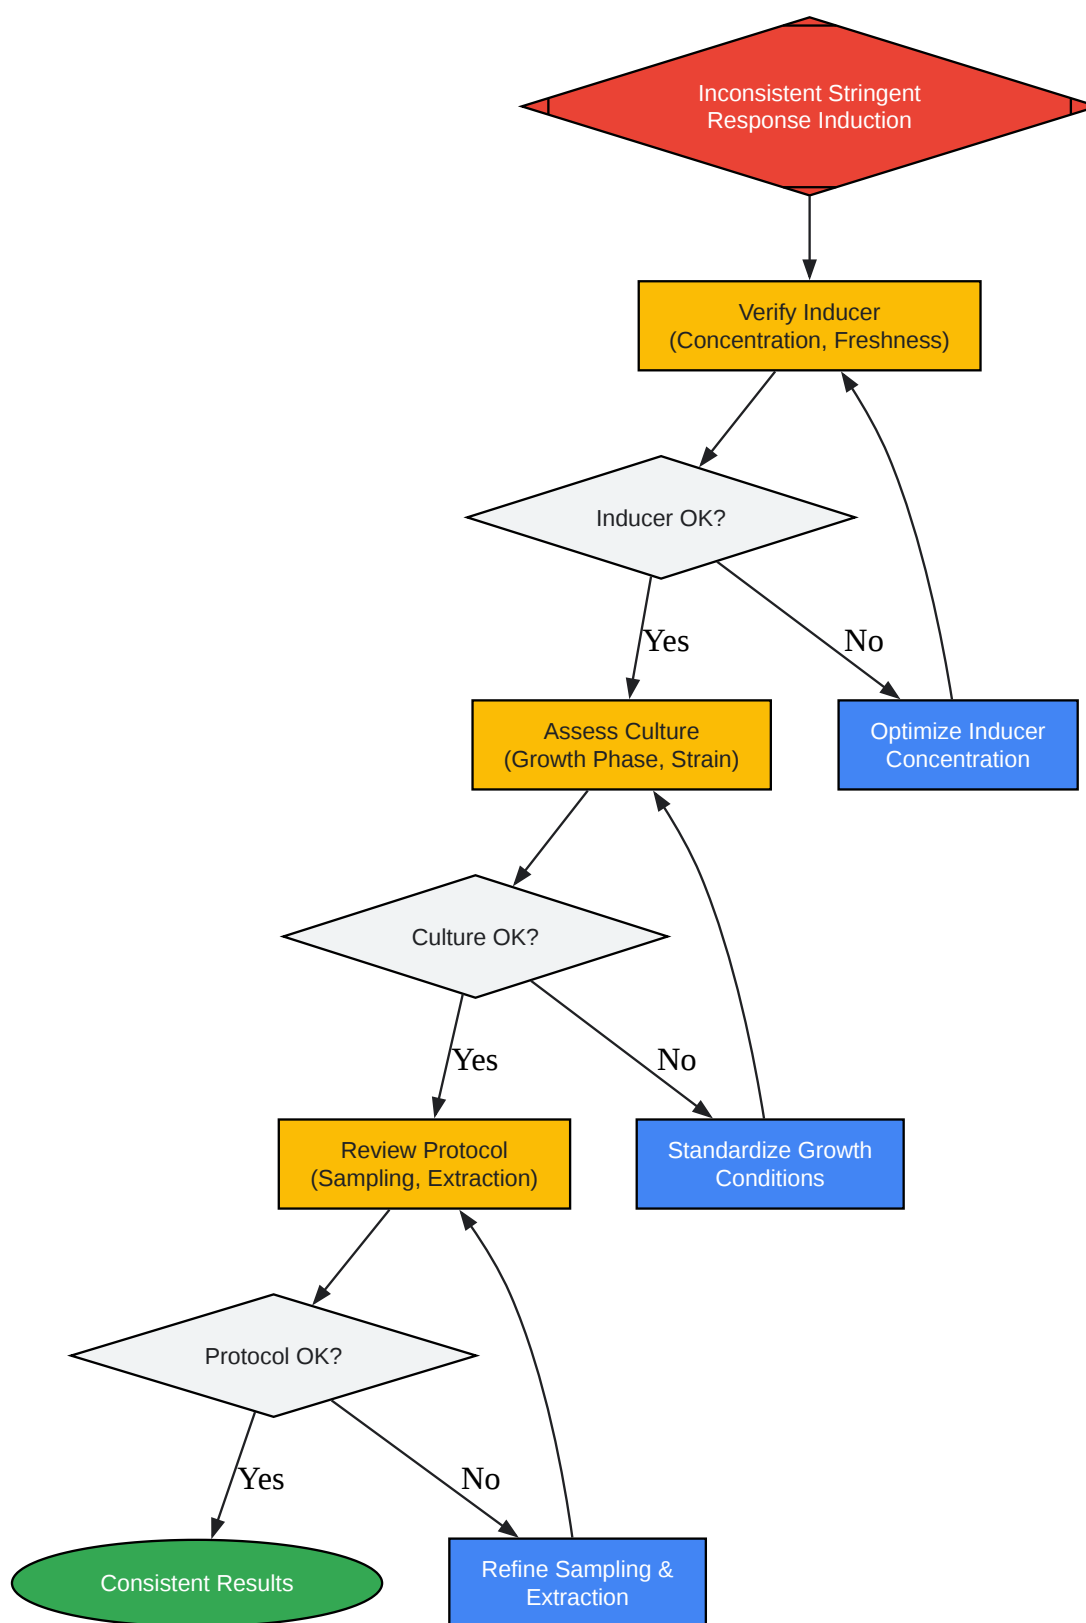 Inconsistent Stringent
Response Induction
Verify Inducer
(Concentration, Freshness)
Inducer OK?
Yes
No
Assess Culture
(Growth Phase, Strain)
Optimize Inducer
Concentration
Culture OK?
Yes
No
Review Protocol
(Sampling, Extraction)
Standardize Growth
Conditions
Protocol OK?
Yes
No
Consistent Results
Refine Sampling &
Extraction